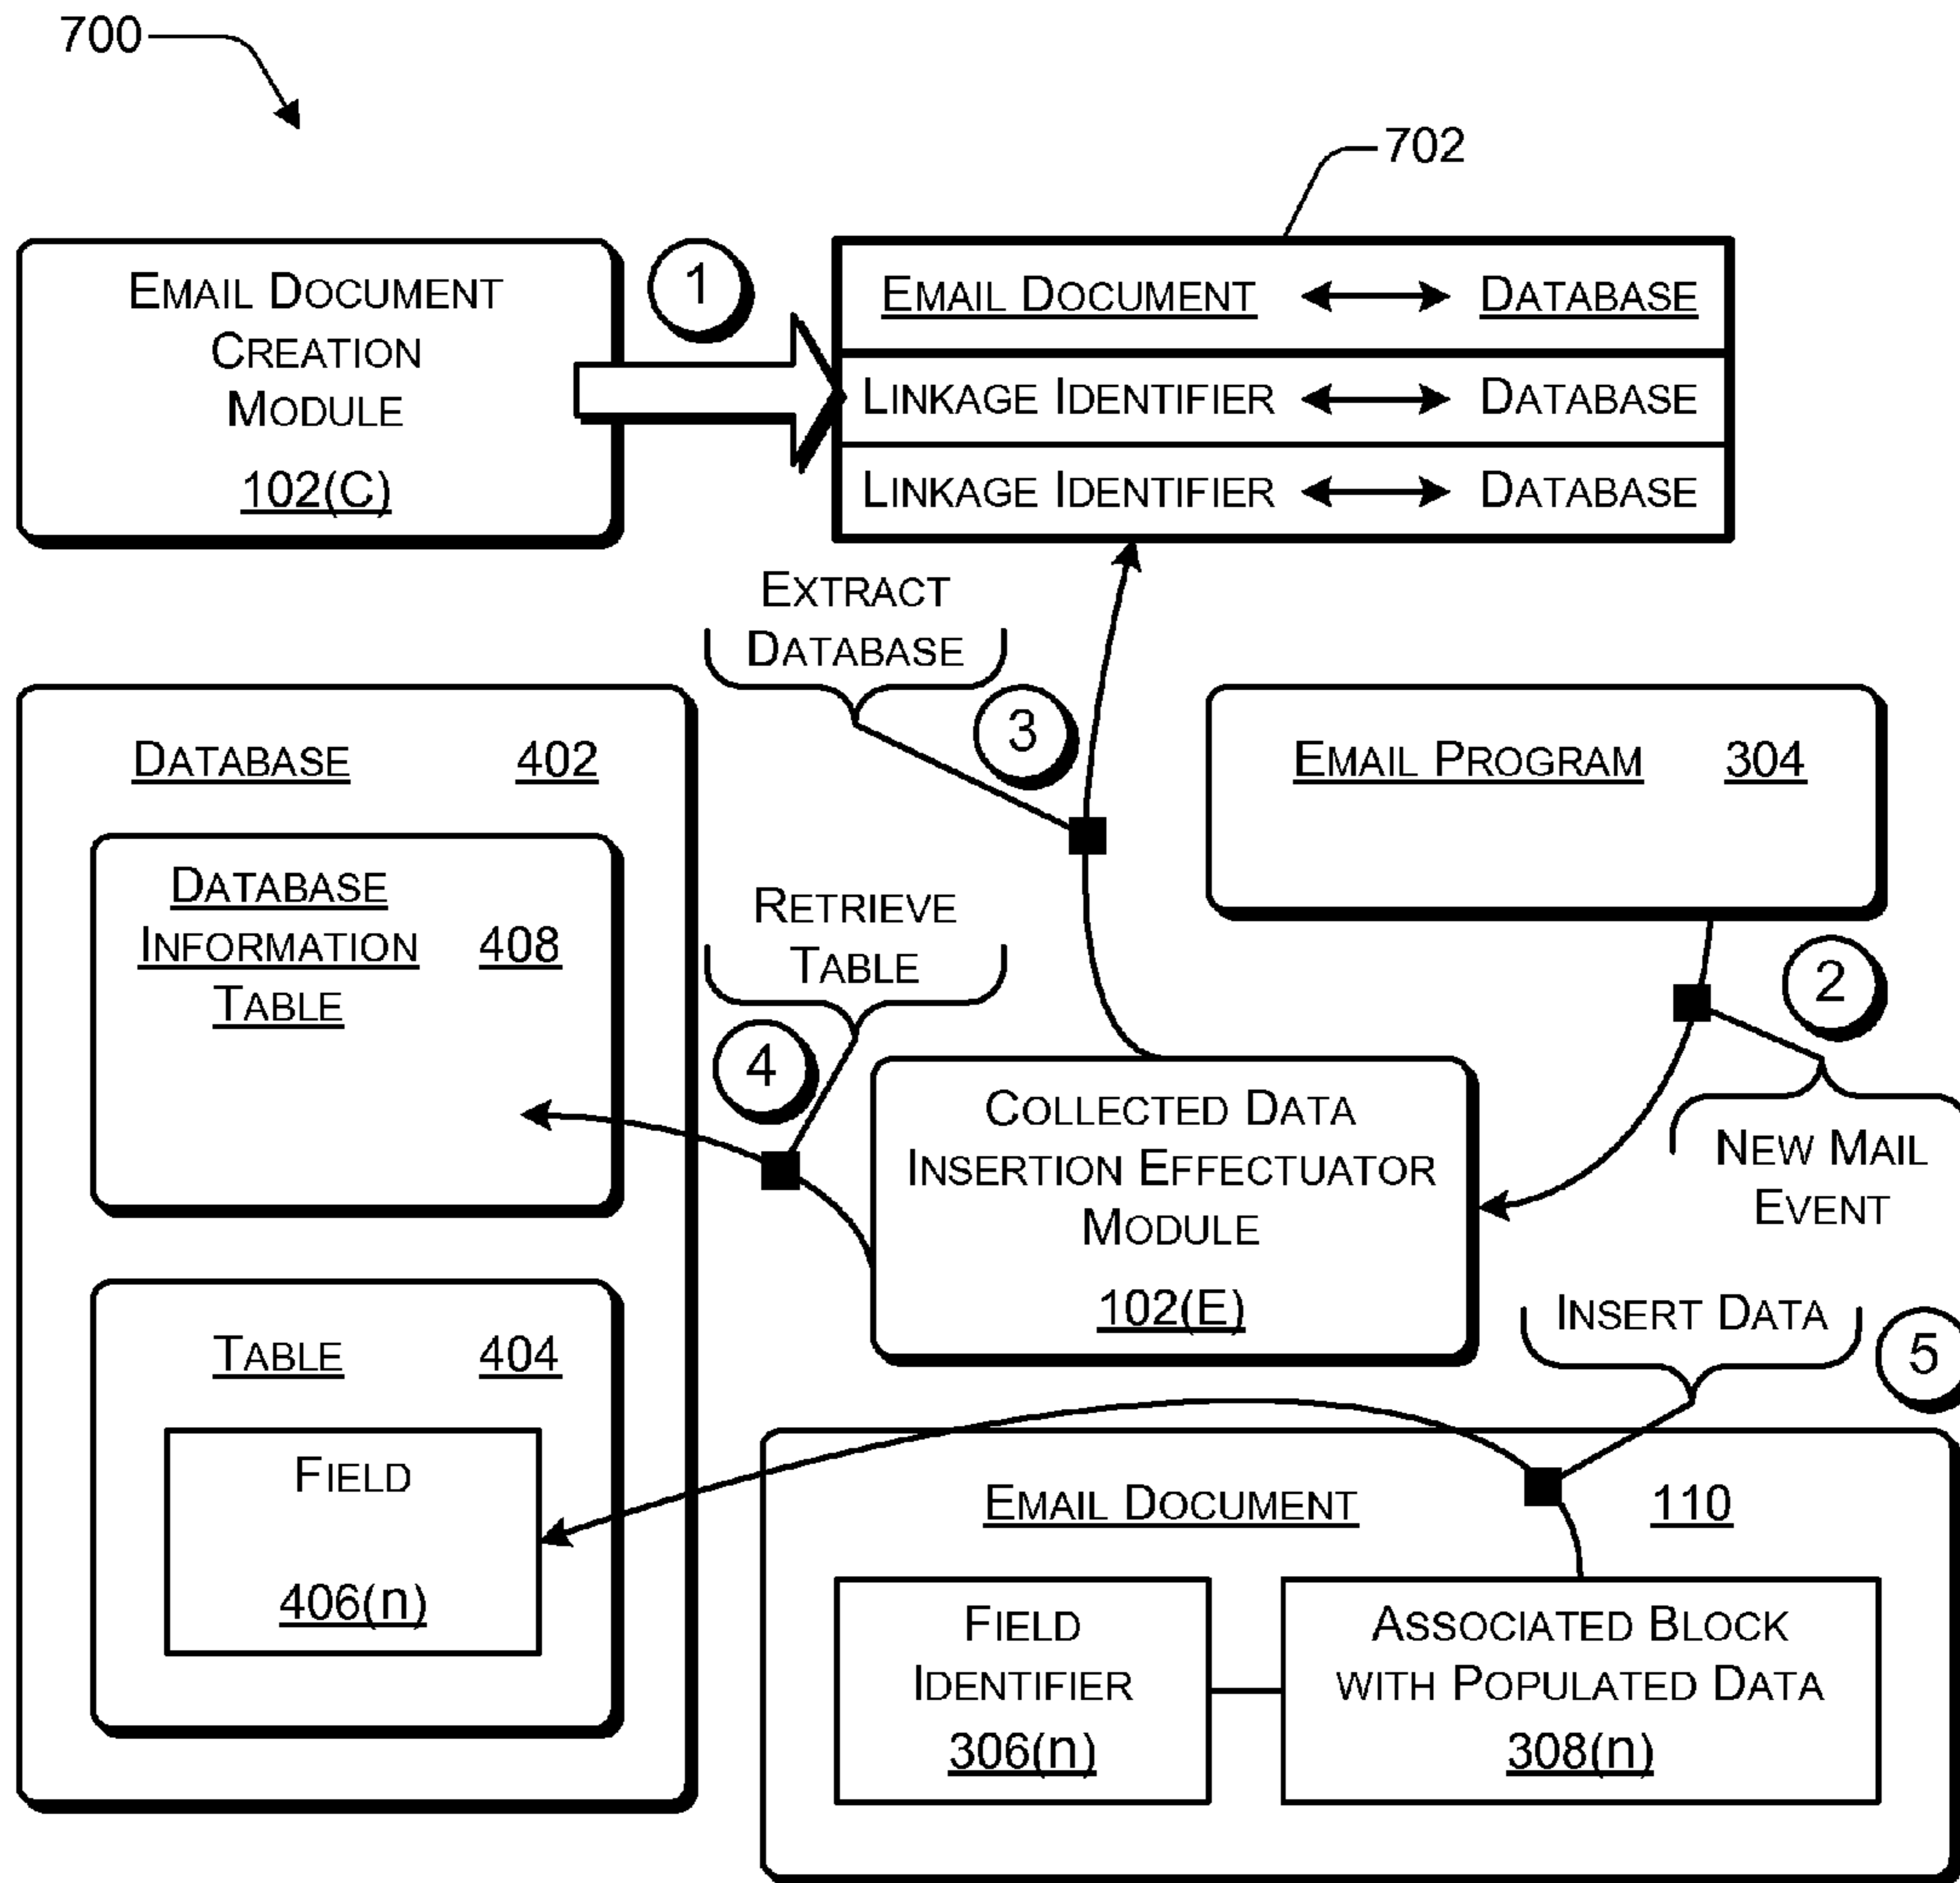 700
702
EMAIL DOCUMENT CREATION MODULE
102(C)
1
EMAIL DOCUMENT DATABASE
LINKAGE IDENTIFIER DATABASE
LINKAGE IDENTIFIER DATABASE
EXTRACT
DATABASE
3
DATABASE 402
DATABASE
INFORMATION 408
TABLE
EMAIL PROGRAM 304
RETRIEVE
TABLE
4
2
NEW MAIL
EVENT
COLLECTED DATA
INSERTION EFFECTUATOR
MODULE
102(E)
INSERT DATA
5
TABLE 404
FIELD
406(n)
EMAIL DOCUMENT 110
FIELD
IDENTIFIER
306(n)
ASSOCIATED BLOCK
WITH POPULATED DATA
308(n)